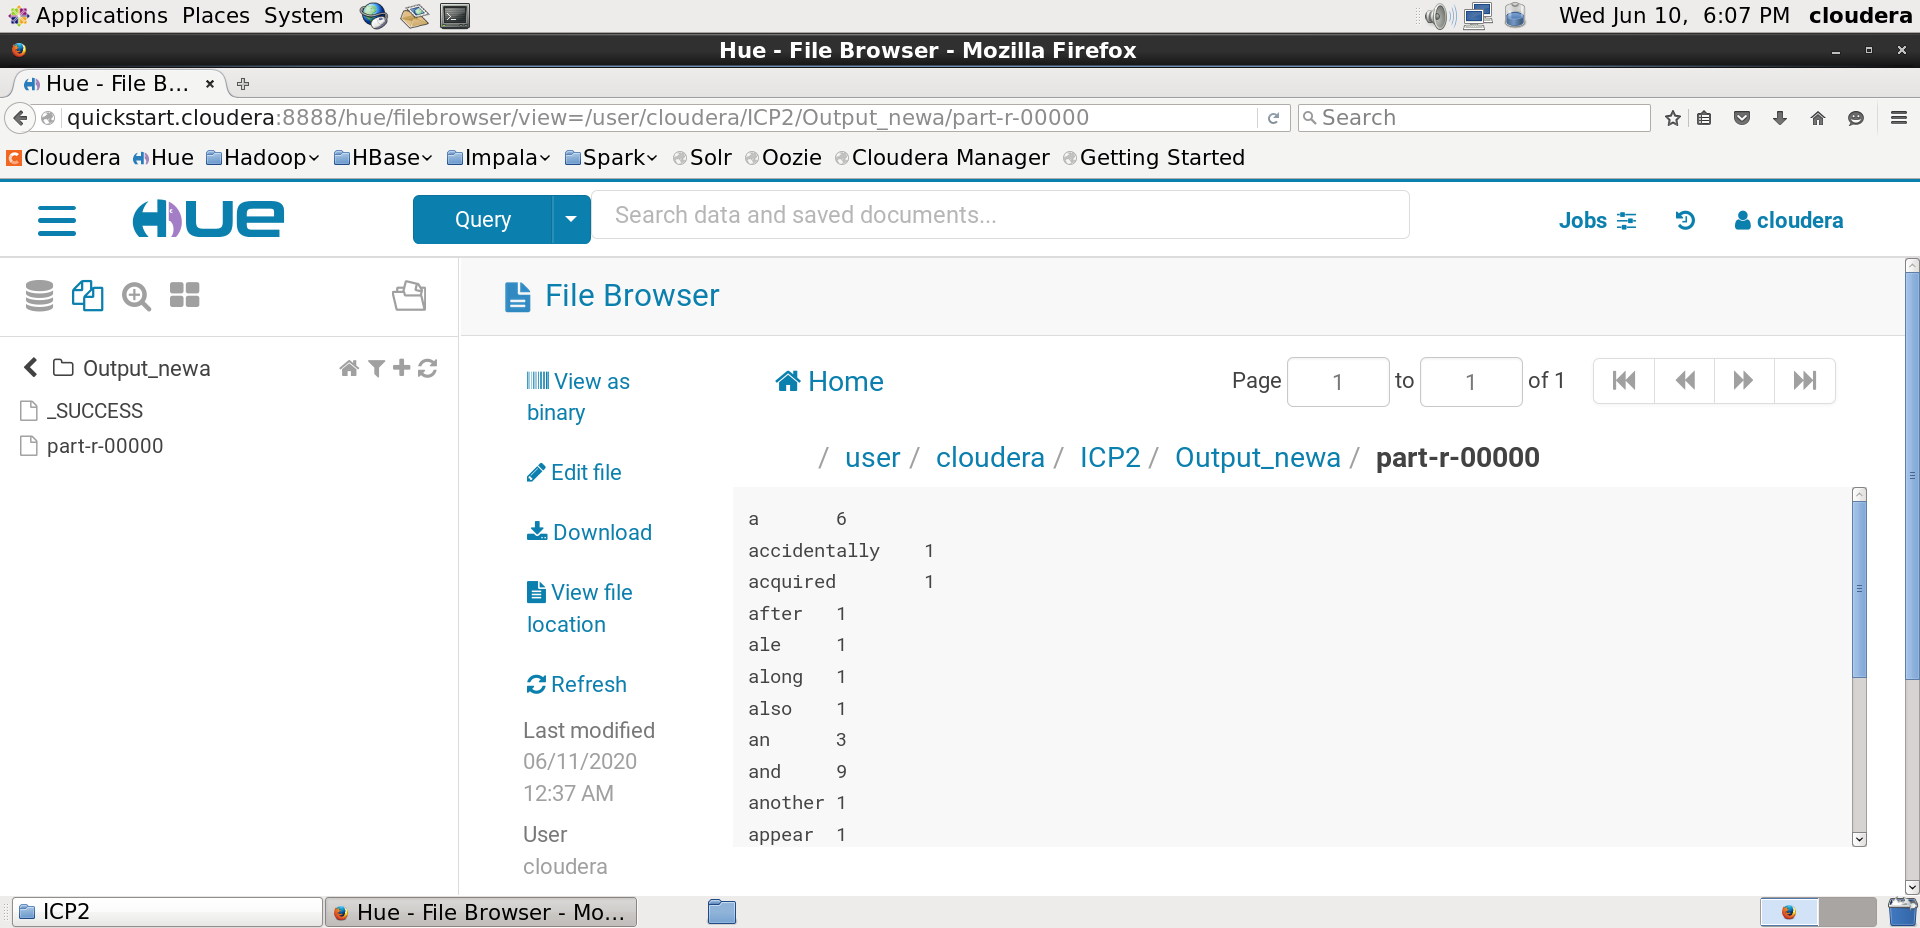 Applications Places System Wed Jun 10, 6:07 PM cloudera
Hue - File Browser - Mozilla Firefox
Hue - File B...
quickstart.cloudera:8888/hue/filebrowser/view=/user/cloudera/ICP2/Output_newa/part-r-00000 Search
Cloudera Hue Hadoop HBase Impala Spark Solr Oozie Cloudera Manager Getting Started
HUE Query Search data and saved documents... Jobs cloudera
File Browser
Output_newa
_SUCCESS
part-r-00000
View as
binary
Edit file
Download
View file
location
Refresh
Last modified
06/11/2020
12:37 AM
User
cloudera
Home Page 1 to 1 of 1
/ user / cloudera / ICP2 / Output_newa / part-r-00000
a 6
accidentally 1
acquired 1
after 1
ale 1
along 1
also 1
an 3
and 9
another 1
appear 1
ICP2 Hue - File Browser - Mo...